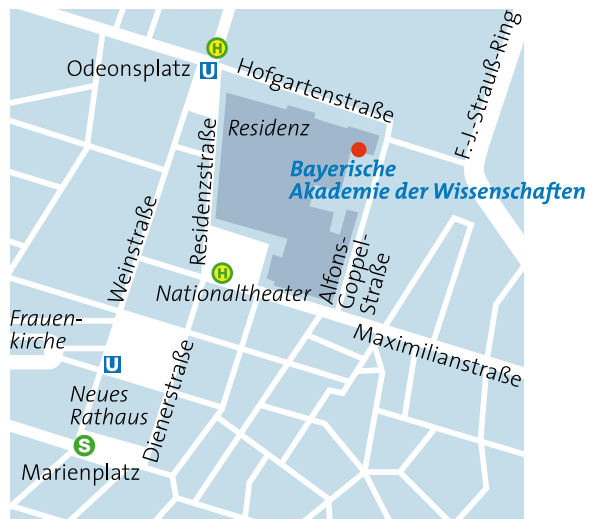 H
Odeonsplatz U
Hofgartenstraße
F.-J.-Strauß-Ring
Residenz
Residenzstraße
Bayerische
Akademie der Wissenschaften
Weinstraße
H
Nationaltheater
Alfons-
Goppel-
Straße
Maximilianstraße
Frauen-
kirche
U
Dienerstraße
Neues
Rathaus
S
Marienplatz